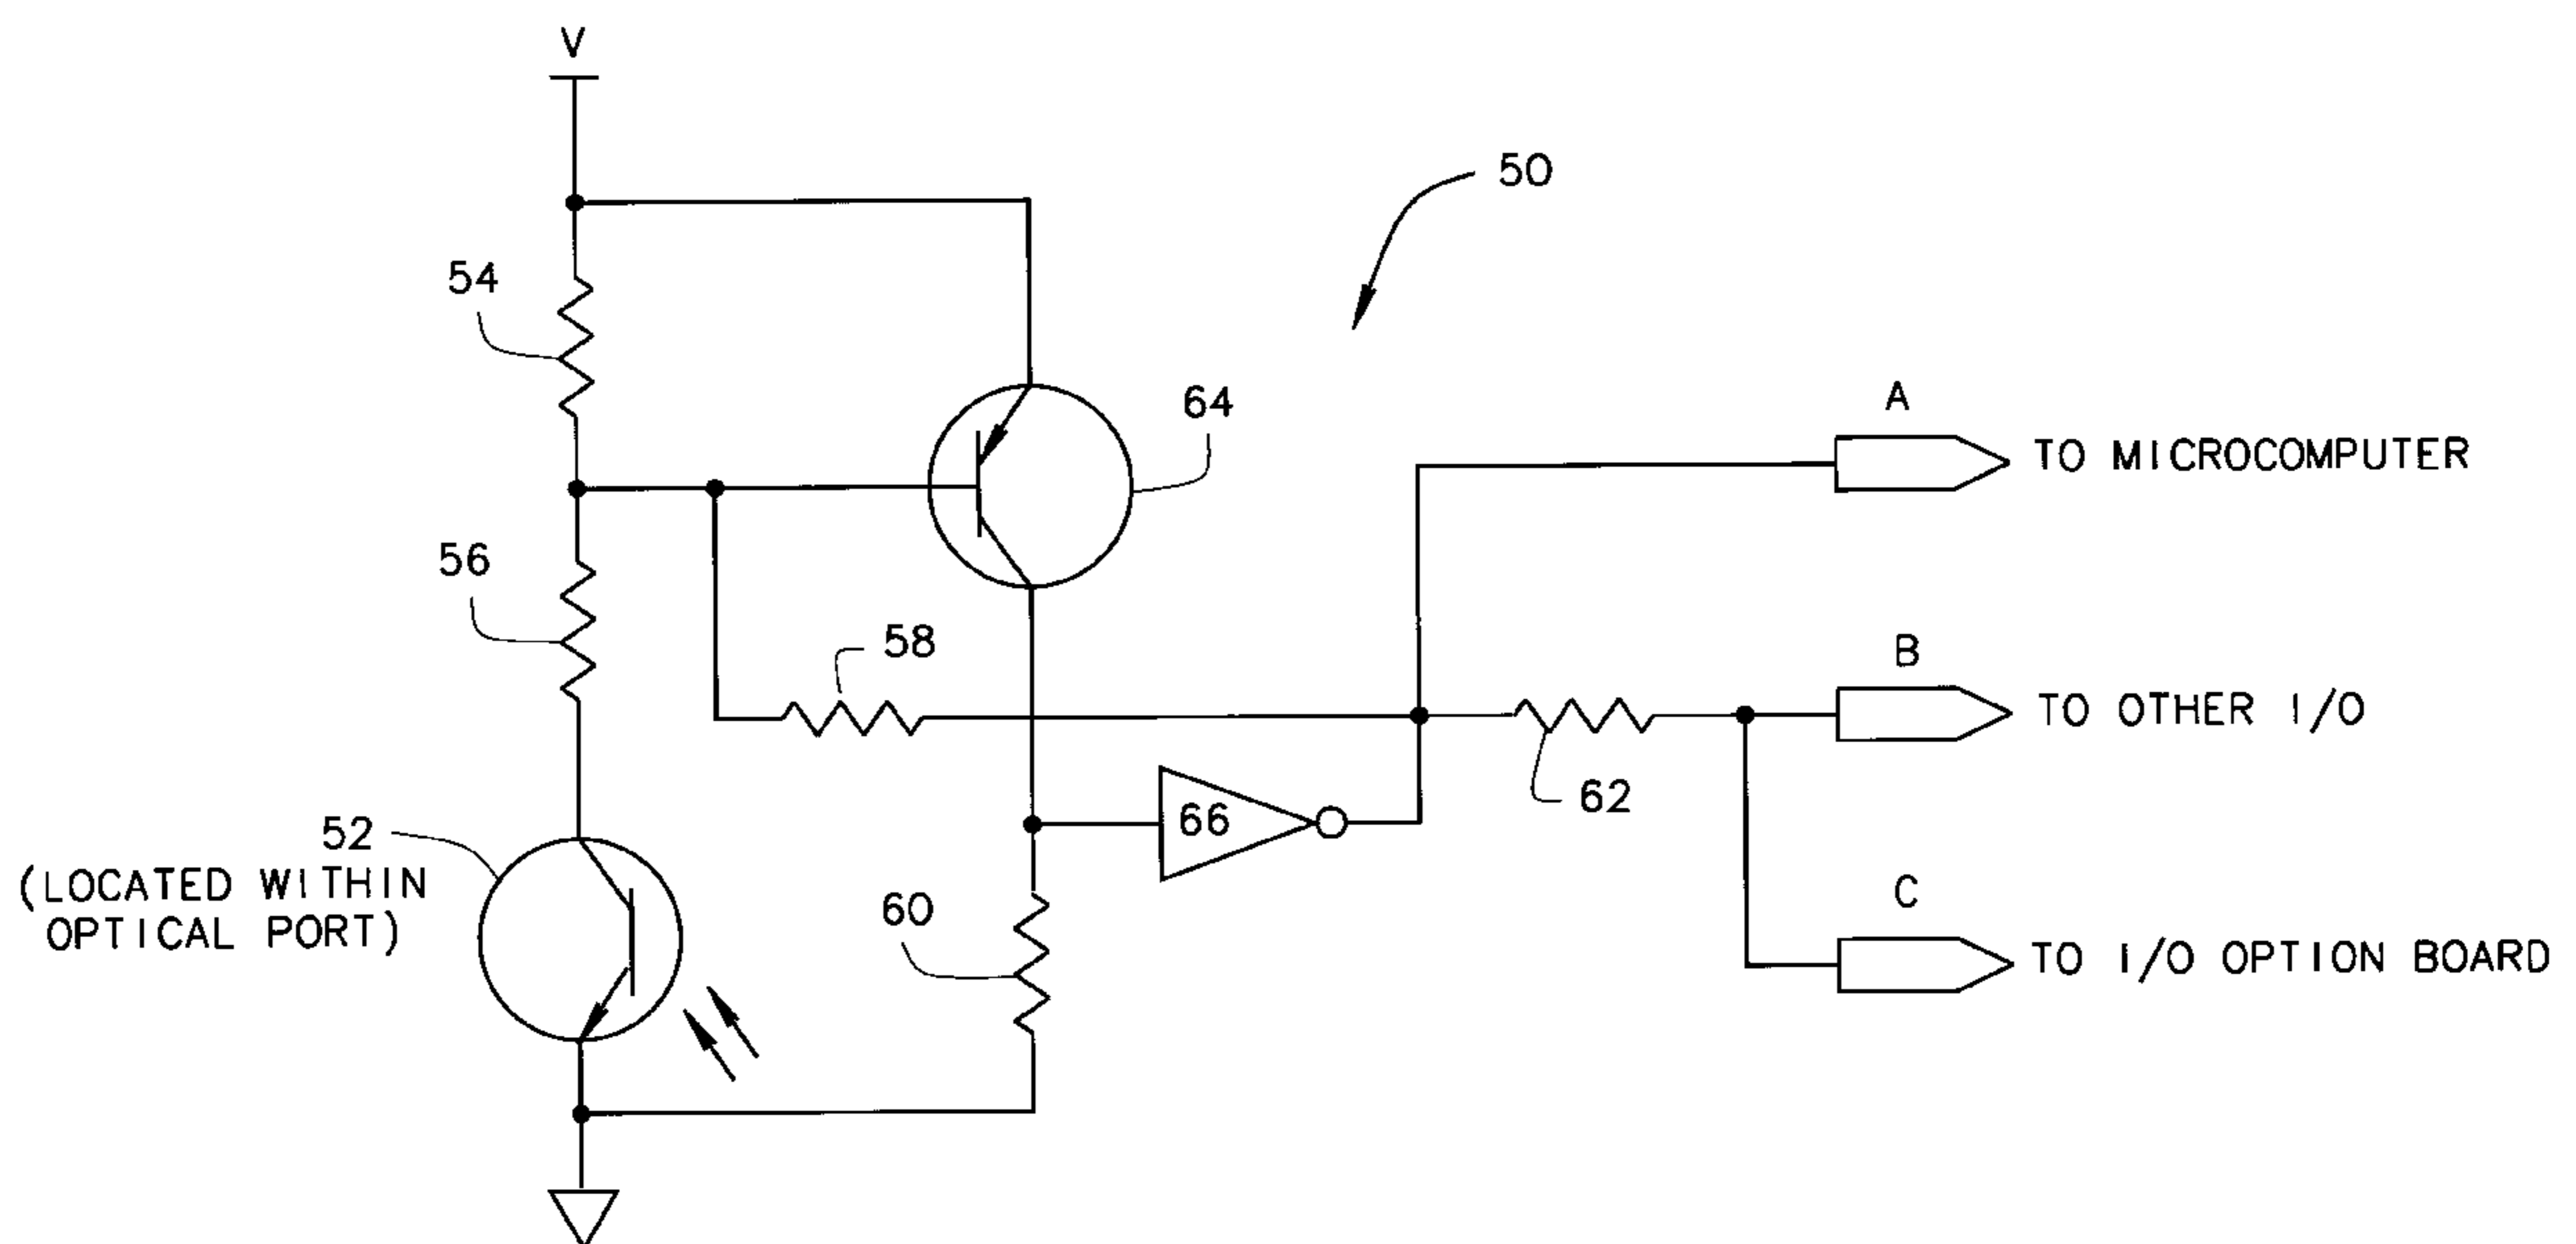 V
50
54
64
A
TO MICROCOMPUTER
56
58
B
TO OTHER I/O
62
52
(LOCATED WITHIN
OPTICAL PORT)
66
60
C
TO I/O OPTION BOARD